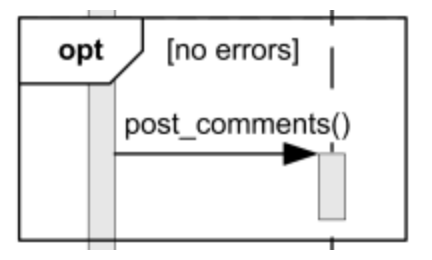 opt [no errors]
post_comments()